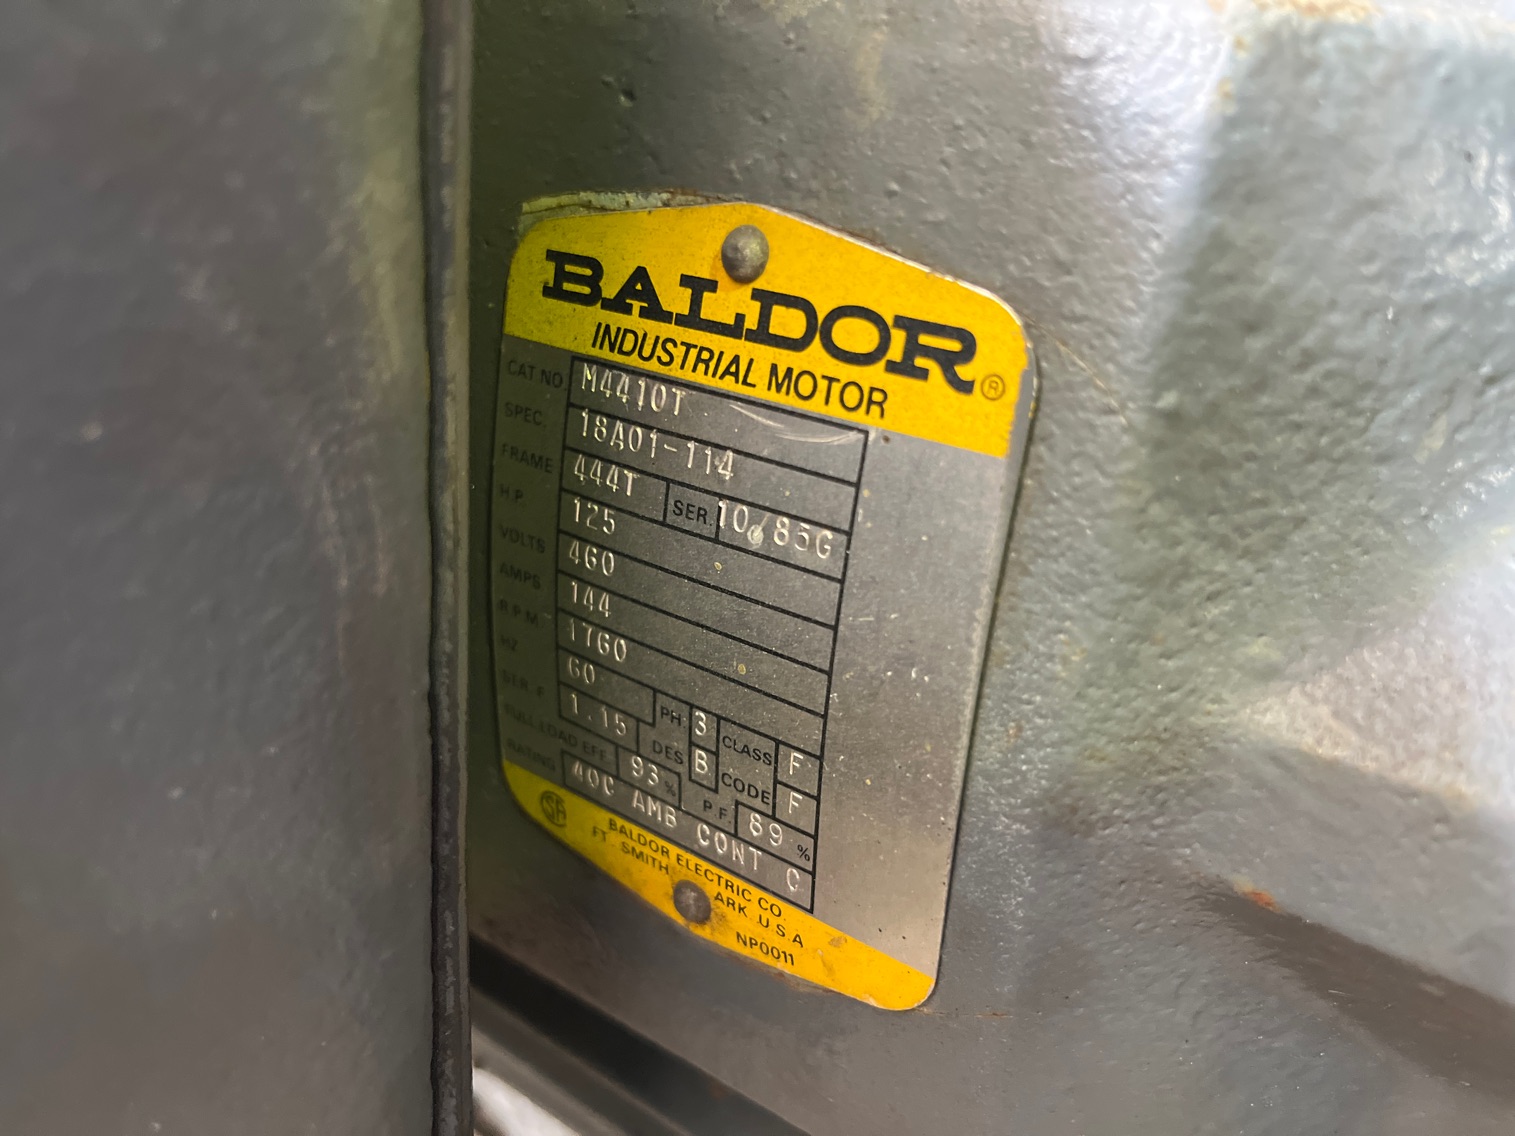 BALDOR ®
INDUSTRIAL MOTOR
CAT NO M4410T
SPEC. 18A01-114
FRAME 444T SER. 10/85G
H.P. 125
VOLTS 460
AMPS 144
R.P.M. 1760
HZ 60 PH 3 CLASS F
SER. F. 1.15 DES B CODE F
FULL LOAD EFF. 93 % P.F. 89 %
RATING 40C AMB CONT C
BALDOR ELECTRIC CO
FT. SMITH ARK U.S.A
NP0011